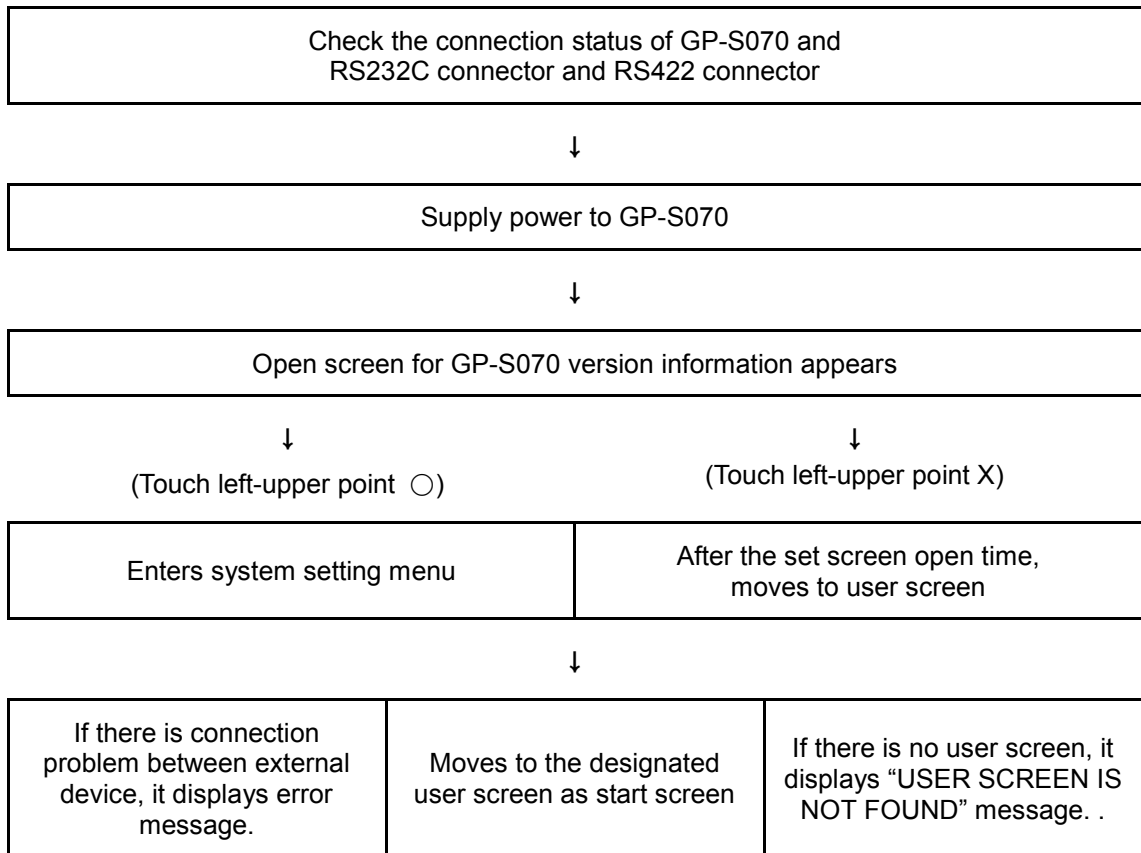 Check the connection status of GP-S070 and
RS232C connector and RS422 connector
↓
Supply power to GP-S070
↓
Open screen for GP-S070 version information appears
↓ ↓
(Touch left-upper point ○) (Touch left-upper point X)
Enters system setting menu
After the set screen open time,
moves to user screen
↓
If there is connection
problem between external
device, it displays error
message.
Moves to the designated
user screen as start screen
If there is no user screen, it
displays “USER SCREEN IS
NOT FOUND” message. .